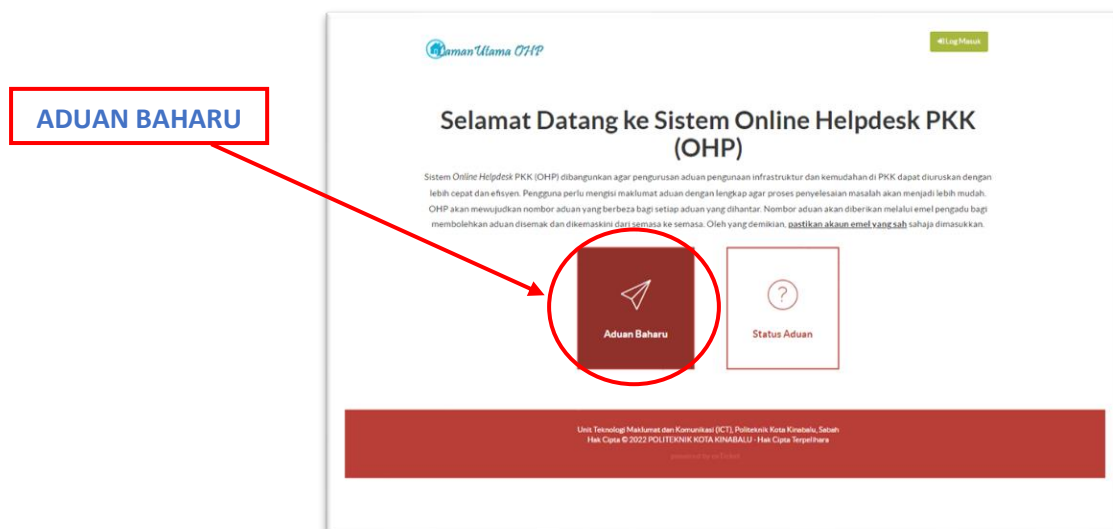 Laman Utama OHP
Log Masuk
ADUAN BAHARU
Selamat Datang ke Sistem Online Helpdesk PKK
(OHP)
Sistem Online Helpdesk PKK (OHP) dibangunkan agar pengurusan aduan pengunaan infrastruktur dan kemudahan di PKK dapat diuruskan dengan
lebih cepat dan efisyen. Pengguna perlu mengisi maklumat aduan dengan lengkap agar proses penyelesaian masalah akan menjadi lebih mudah.
OHP akan mewujudkan nombor aduan yang berbeza bagi setiap aduan yang dihantar. Nombor aduan akan diberikan melalui emel pengadu bagi
membolehkan aduan disemak dan dikemaskini dari semasa ke semasa. Oleh yang demikian, pastikan akaun emel yang sah sahaja dimasukkan.
Aduan Baharu
Status Aduan
Unit Teknologi Maklumat dan Komunikasi (ICT), Politeknik Kota Kinabalu, Sabah
Hak Cipta © 2022 POLITEKNIK KOTA KINABALU - Hak Cipta Terpelihara
powered by osTicket